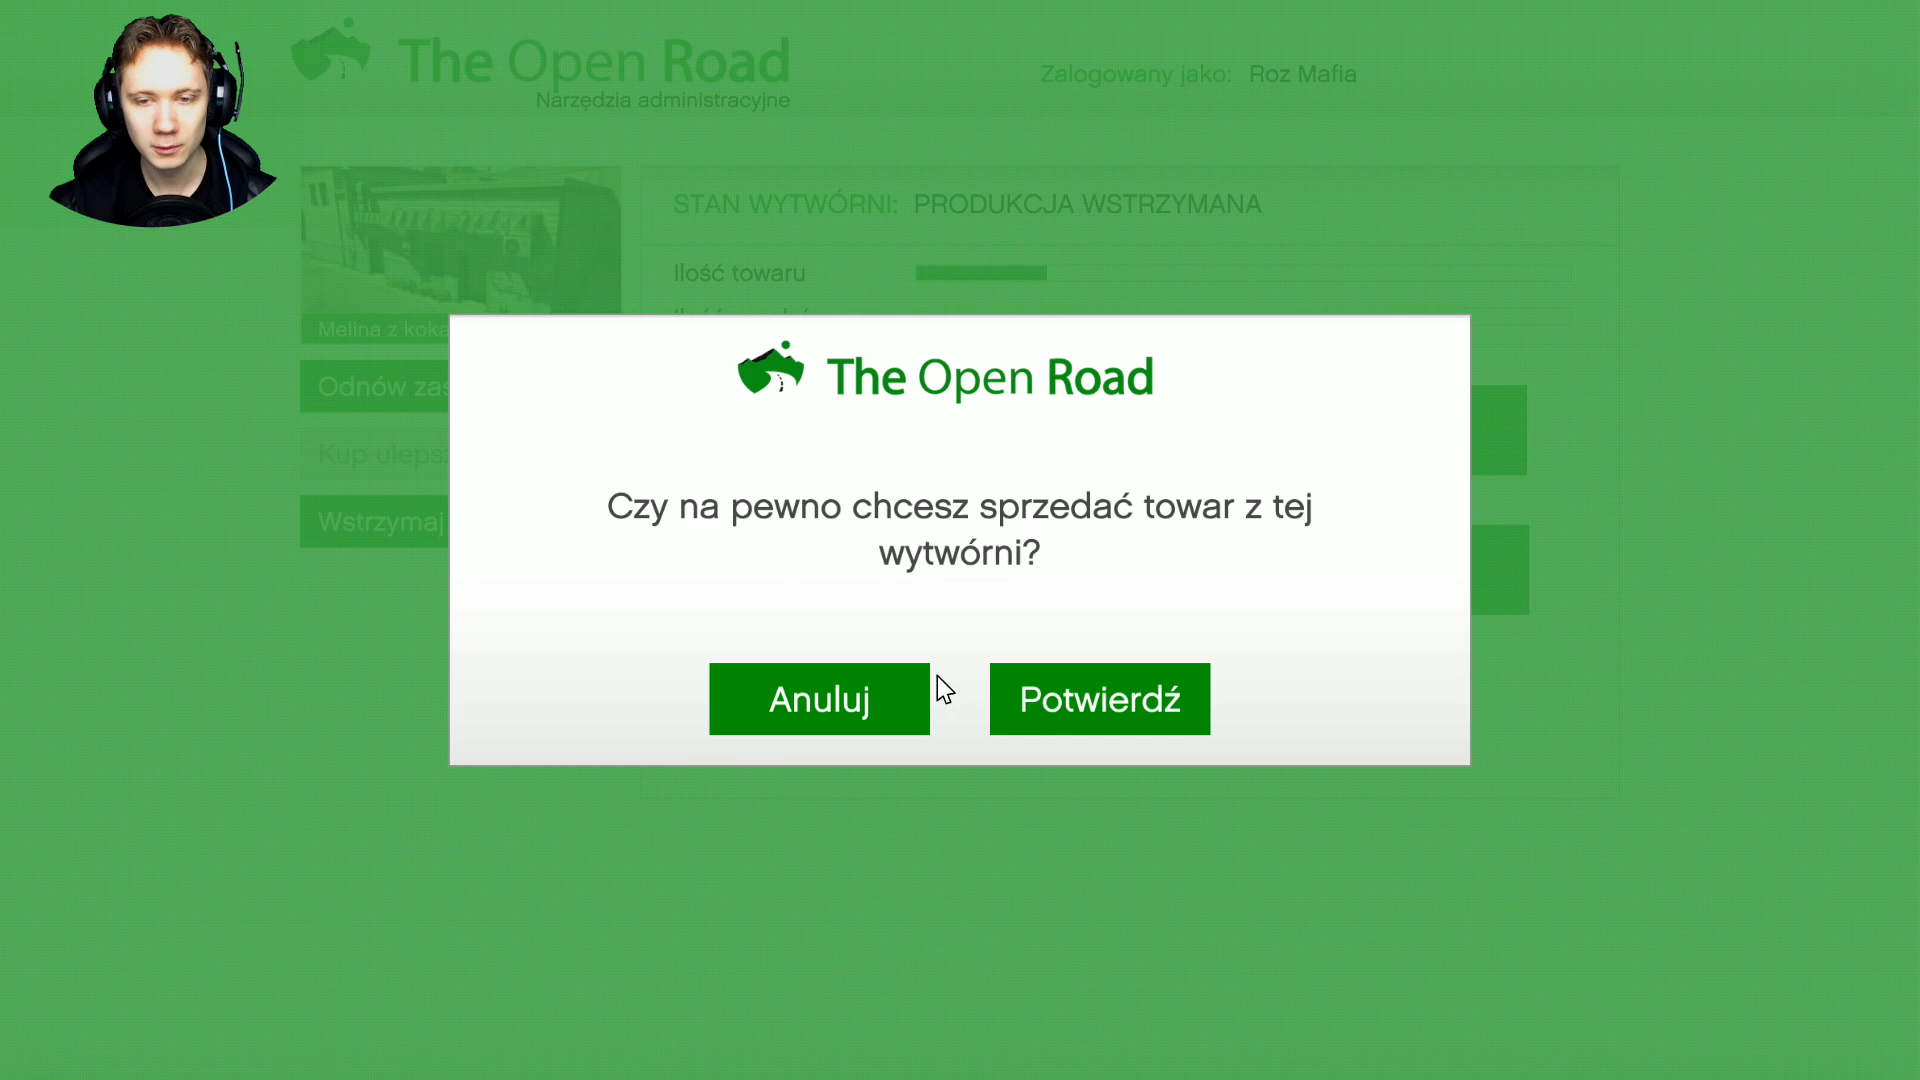 The Open Road
Narzędzia administracyjne
Zalogowany jako: Roz Mafia
STAN WYTWÓRNI: PRODUKCJA WSTRZYMANA
Ilość towaru
Melina z koka
Odnów zas
Kup uleps
Wstrzymaj
The Open Road
Czy na pewno chcesz sprzedać towar z tej
wytwórni?
Anuluj
Potwierdź